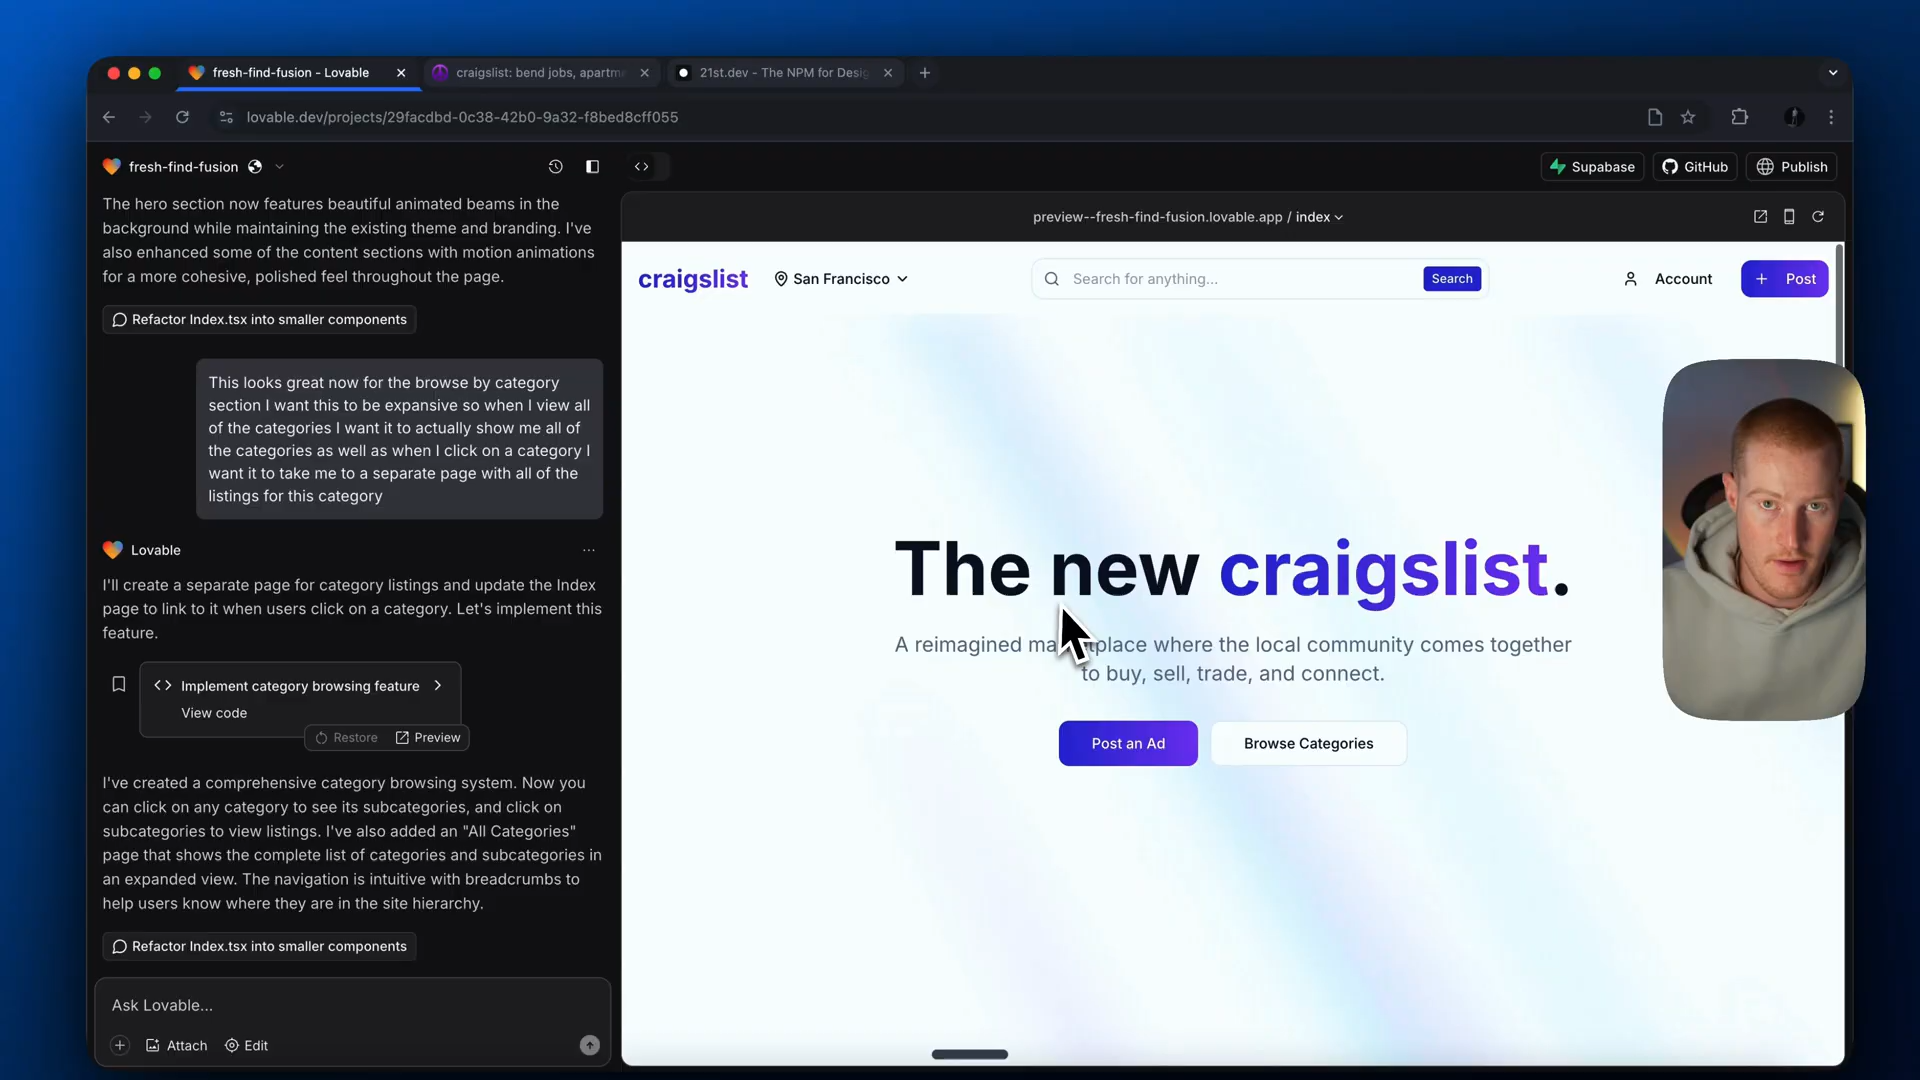 fresh-find-fusion - Lovable
craigslist: bend jobs, apartme
21st.dev - The NPM for Desig
lovable.dev/projects/29facdbd-0c38-42b0-9a32-f8bed8cff055
fresh-find-fusion
Supabase
GitHub
Publish
The hero section now features beautiful animated beams in the
background while maintaining the existing theme and branding. I've
also enhanced some of the content sections with motion animations
for a more cohesive, polished feel throughout the page.
Refactor Index.tsx into smaller components
This looks great now for the browse by category
section I want this to be expansive so when I view all
of the categories I want it to actually show me all of
the categories as well as when I click on a category I
want it to take me to a separate page with all of the
listings for this category
Lovable
I'll create a separate page for category listings and update the Index
page to link to it when users click on a category. Let's implement this
feature.
Implement category browsing feature
View code
Restore
Preview
I've created a comprehensive category browsing system. Now you
can click on any category to see its subcategories, and click on
subcategories to view listings. I've also added an "All Categories"
page that shows the complete list of categories and subcategories in
an expanded view. The navigation is intuitive with breadcrumbs to
help users know where they are in the site hierarchy.
Refactor Index.tsx into smaller components
Ask Lovable...
Attach
Edit
preview--fresh-find-fusion.lovable.app / index
craigslist
San Francisco
Search for anything...
Search
Account
+ Post
The new craigslist.
A reimagined ma place where the local community comes together
to buy, sell, trade, and connect.
Post an Ad
Browse Categories